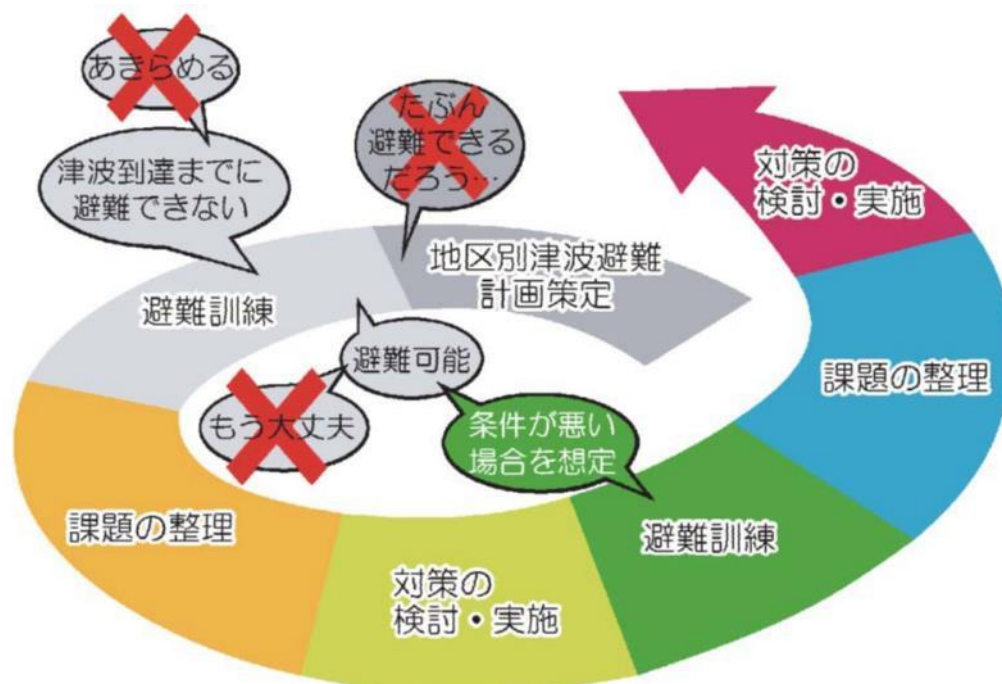 あきらめる
津波到達までに
避難できない
たぶん
避難できる
だろう…
対策の
検討・実施
地区別津波避難
計画策定
避難訓練
避難可能
もう大丈夫
条件が悪い
場合を想定
課題の整理
課題の整理
対策の
検討・実施
避難訓練